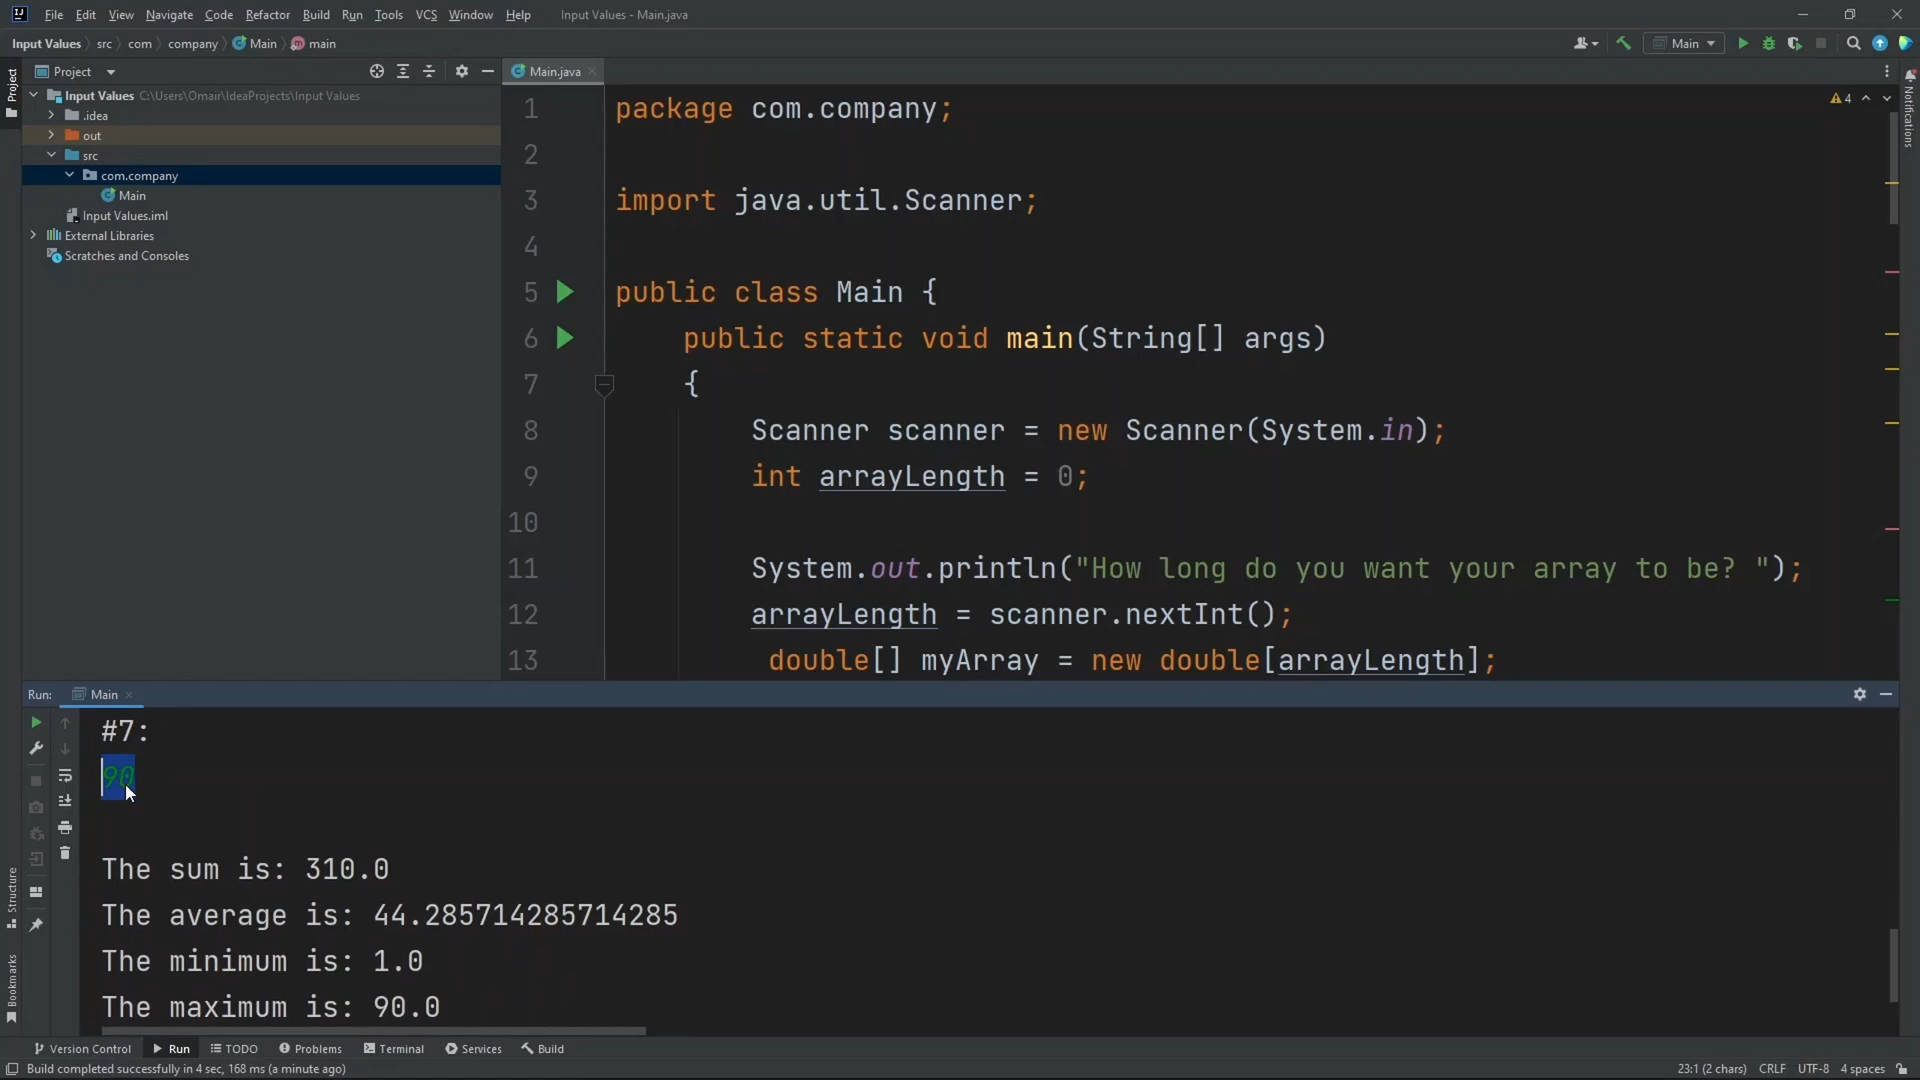 File Edit View Navigate Code Refactor Build Run Tools VCS Window Help Input Values - Main.java
Input Values src com company Main main
Main
Project
Main.java
Project
Input Values C:\Users\Omair\IdeaProjects\Input Values
.idea
out
src
com.company
Main
Input Values.iml
External Libraries
Scratches and Consoles
4
Notifications
1 package com.company;
2
3 import java.util.Scanner;
4
5 public class Main {
6 public static void main(String[] args)
7 {
8 Scanner scanner = new Scanner(System.in);
9 int arrayLength = 0;
10
11 System.out.println("How long do you want your array to be? ");
12 arrayLength = scanner.nextInt();
13 double[] myArray = new double[arrayLength];
Run: Main
#7:
90
The sum is: 310.0
The average is: 44.285714285714285
The minimum is: 1.0
The maximum is: 90.0
Structure
Bookmarks
Version Control Run TODO Problems Terminal Services Build
Build completed successfully in 4 sec, 168 ms (a minute ago) 23:1 (2 chars) CRLF UTF-8 4 spaces